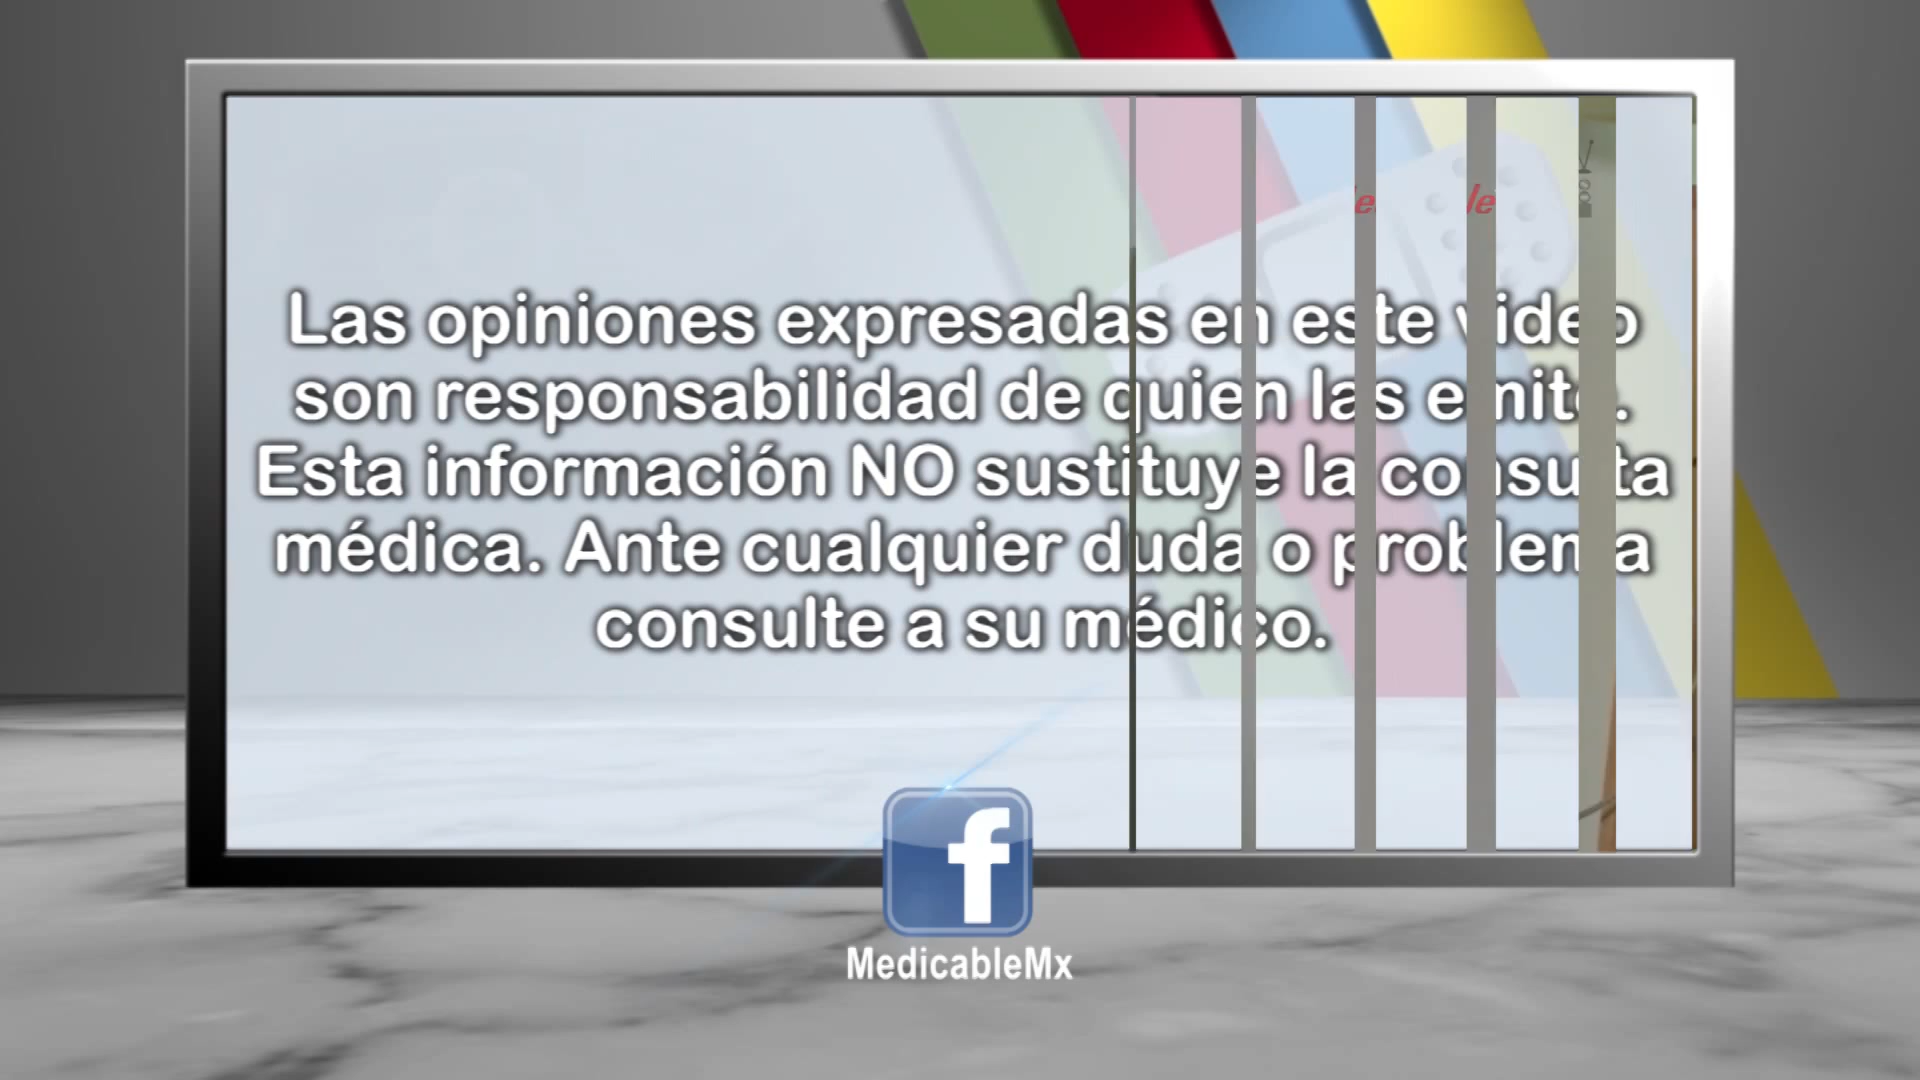 Las opiniones expresadas en este video
son responsabilidad de quien las emite.
Esta información NO sustituye la consulta
médica. Ante cualquier duda o problema
consulte a su médico.
MedicableMx